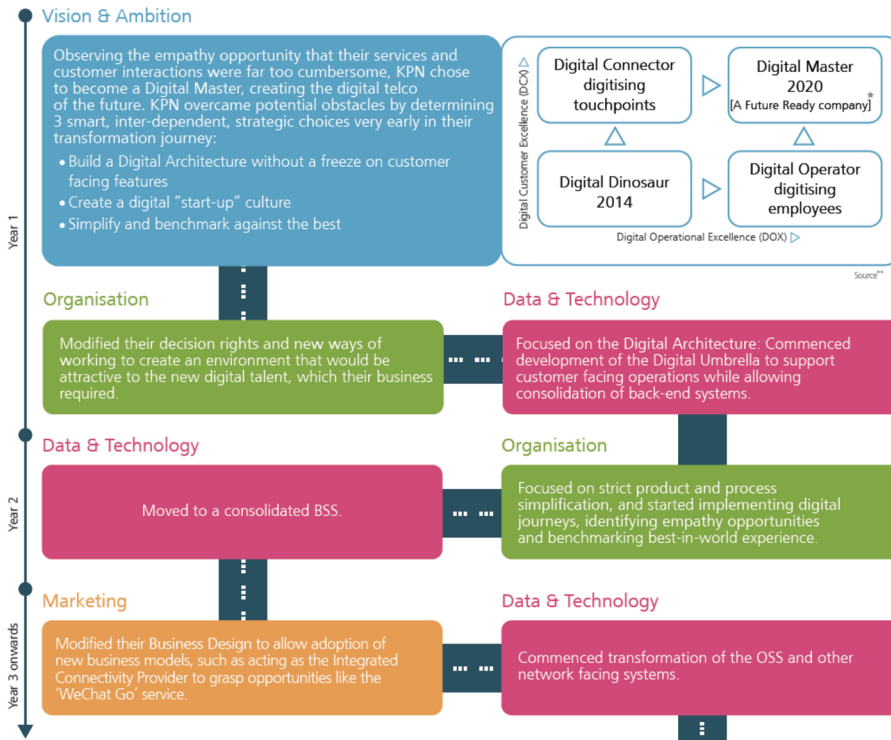 Vision & Ambition
Observing the empathy opportunity that their services and
customer interactions were far too cumbersome, KPN chose
to become a Digital Master, creating the digital telco
of the future. KPN overcame potential obstacles by determining
3 smart, inter-dependent, strategic choices very early in their
transformation journey:
• Build a Digital Architecture without a freeze on customer
facing features
• Create a digital “start-up” culture
• Simplify and benchmark against the best
Digital Customer Excellence (DCX)
Digital Connector
digitising
touchpoints
Digital Master
2020
[A Future Ready company]*
Digital Dinosaur
2014
Digital Operator
digitising
employees
Digital Operational Excellence (DOX)
Source**
Year 1
Organisation
Modified their decision rights and new ways of
working to create an environment that would be
attractive to the new digital talent, which their business
required.
Data & Technology
Focused on the Digital Architecture: Commenced
development of the Digital Umbrella to support
customer facing operations while allowing
consolidation of back-end systems.
Year 2
Data & Technology
Moved to a consolidated BSS.
Organisation
Focused on strict product and process
simplification, and started implementing digital
journeys, identifying empathy opportunities
and benchmarking best-in-world experience.
Year 3 onwards
Marketing
Modified their Business Design to allow adoption of
new business models, such as acting as the Integrated
Connectivity Provider to grasp opportunities like the
‘WeChat Go’ service.
Data & Technology
Commenced transformation of the OSS and other
network facing systems.